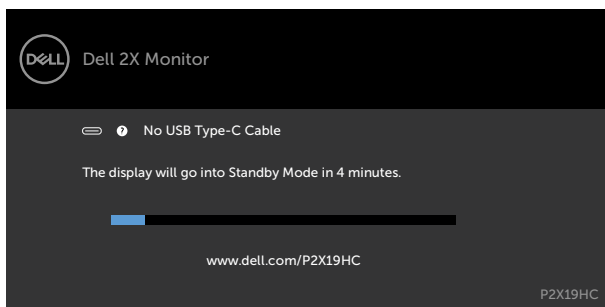 DELL Dell 2X Monitor
? No USB Type-C Cable
The display will go into Standby Mode in 4 minutes.
www.dell.com/P2X19HC
P2X19HC